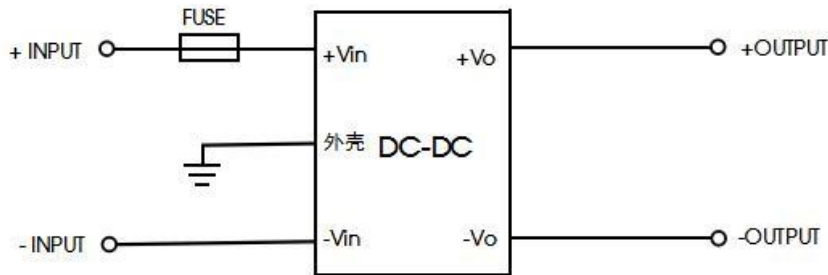 FUSE
+ INPUT
+Vin
+Vo
+OUTPUT
外壳
DC-DC
- INPUT
-Vin
-Vo
-OUTPUT